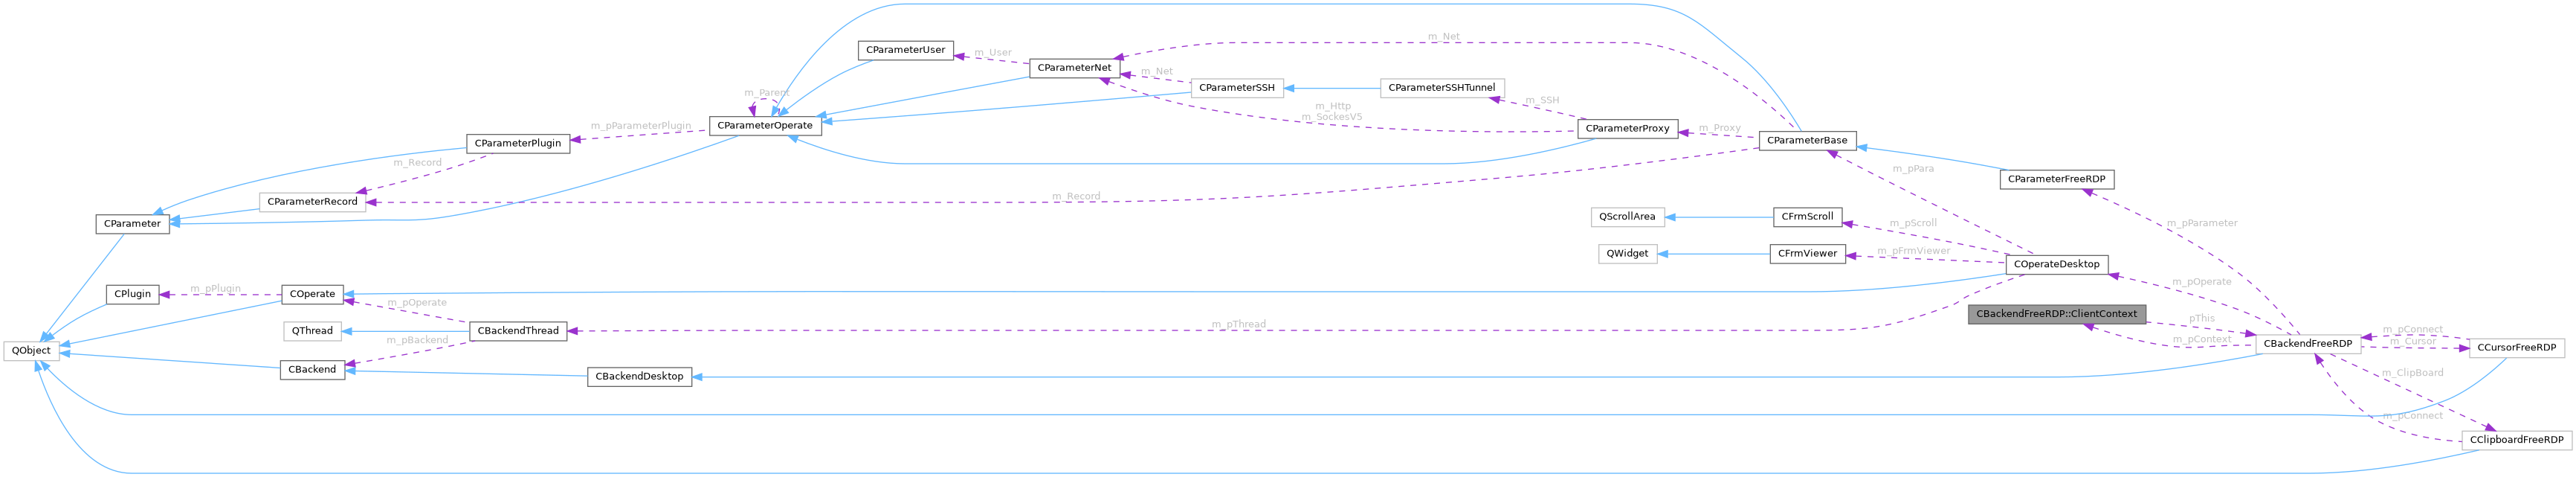 CParameterUser
m_User
m_Net
CParameterNet
m_Net
CParameterSSH
CParameterSSHTunnel
m_Parent
m_SSH
m_Http
m_SockesV5
CParameterOperate
m_pParameterPlugin
CParameterProxy
m_Proxy
CParameterBase
CParameterPlugin
m_Record
m_pPara
CParameterFreeRDP
CParameterRecord
m_Record
CParameter
QScrollArea
CFrmScroll
m_pScroll
m_pParameter
QWidget
CFrmViewer
m_pFrmViewer
COperateDesktop
m_pOperate
CPlugin
m_pPlugin
COperate
m_pOperate
CBackendFreeRDP::ClientContext
pThis
QThread
CBackendThread
m_pThread
m_pBackend
m_pContext
CBackendFreeRDP
m_pConnect
m_Cursor
CCursorFreeRDP
QObject
CBackend
CBackendDesktop
m_ClipBoard
m_pConnect
CClipboardFreeRDP